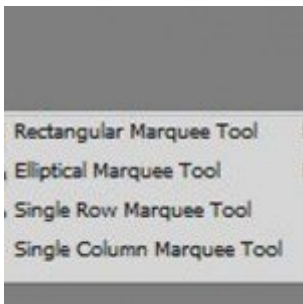 Rectangular Marquee Tool
Elliptical Marquee Tool
Single Row Marquee Tool
Single Column Marquee Tool